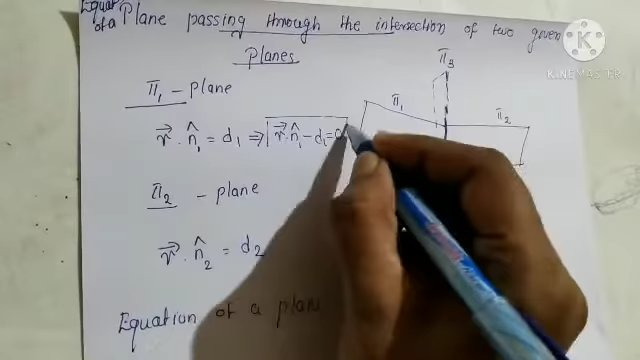 Equat of a Plane passing through the intersection of two given
Planes
π₁ - plane
r⃗ · n̂₁ = d₁ ⇒ r⃗ · n̂₁ - d₁ = 0
π₂ - plane
r⃗ · n̂₂ = d₂
Equation of a plane
π₃
π₁
π₂
KINEMASTER